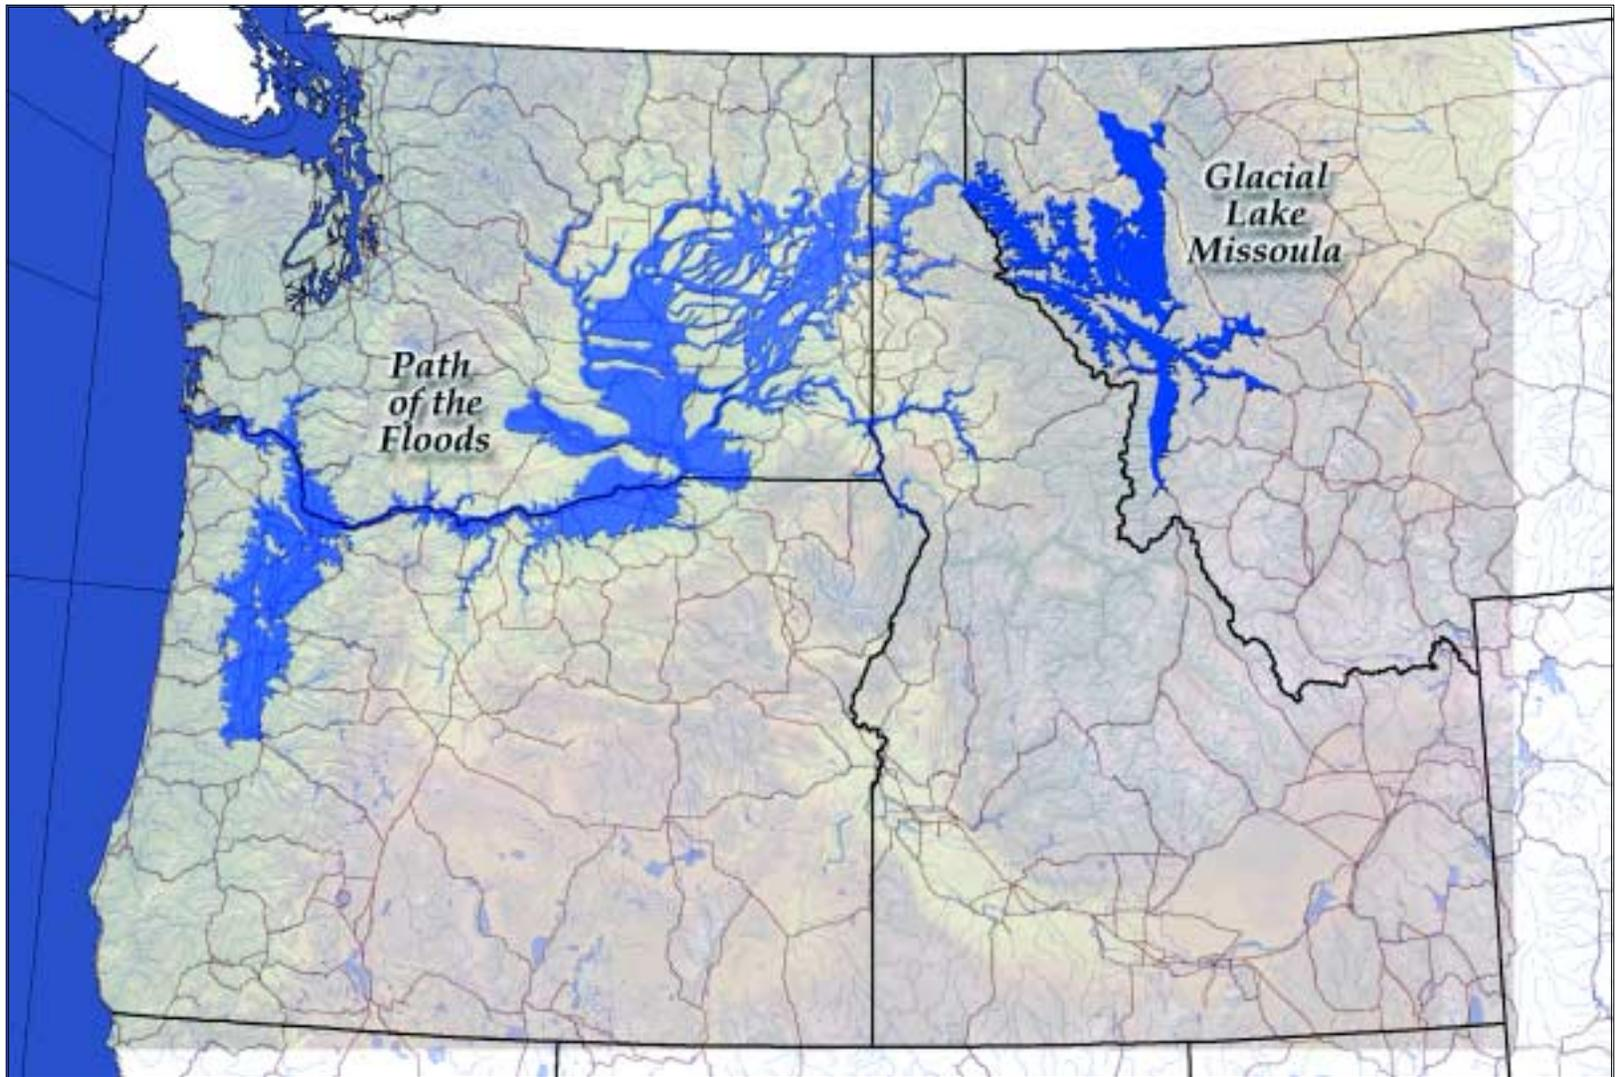 Glacial
Lake
Missoula
Path
of the
Floods